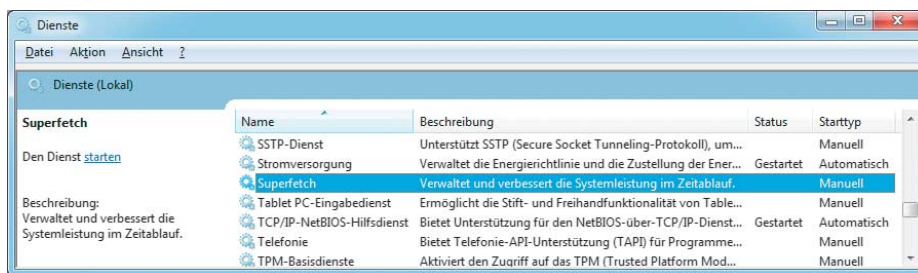 Dienste
Datei Aktion Ansicht ?
Dienste (Lokal)
Superfetch
Den Dienst starten
Beschreibung:
Verwaltet und verbessert die
Systemleistung im Zeitablauf.
Name Beschreibung Status Starttyp
SSTP-Dienst Unterstützt SSTP (Secure Socket Tunneling-Protokoll), um... Manuell
Stromversorgung Verwaltet die Energierichtlinie und die Zustellung der Ener... Gestartet Automatisch
Superfetch Verwaltet und verbessert die Systemleistung im Zeitablauf. Manuell
Tablet PC-Eingabedienst Ermöglicht die Stift- und Freihandfunktionalität von Table... Manuell
TCP/IP-NetBIOS-Hilfsdienst Bietet Unterstützung für den NetBIOS-über-TCP/IP-Dienst... Gestartet Automatisch
Telefonie Bietet Telefonie-API-Unterstützung (TAPI) für Programme... Manuell
TPM-Basisdienste Aktiviert den Zugriff auf das TPM (Trusted Platform Mod... Manuell